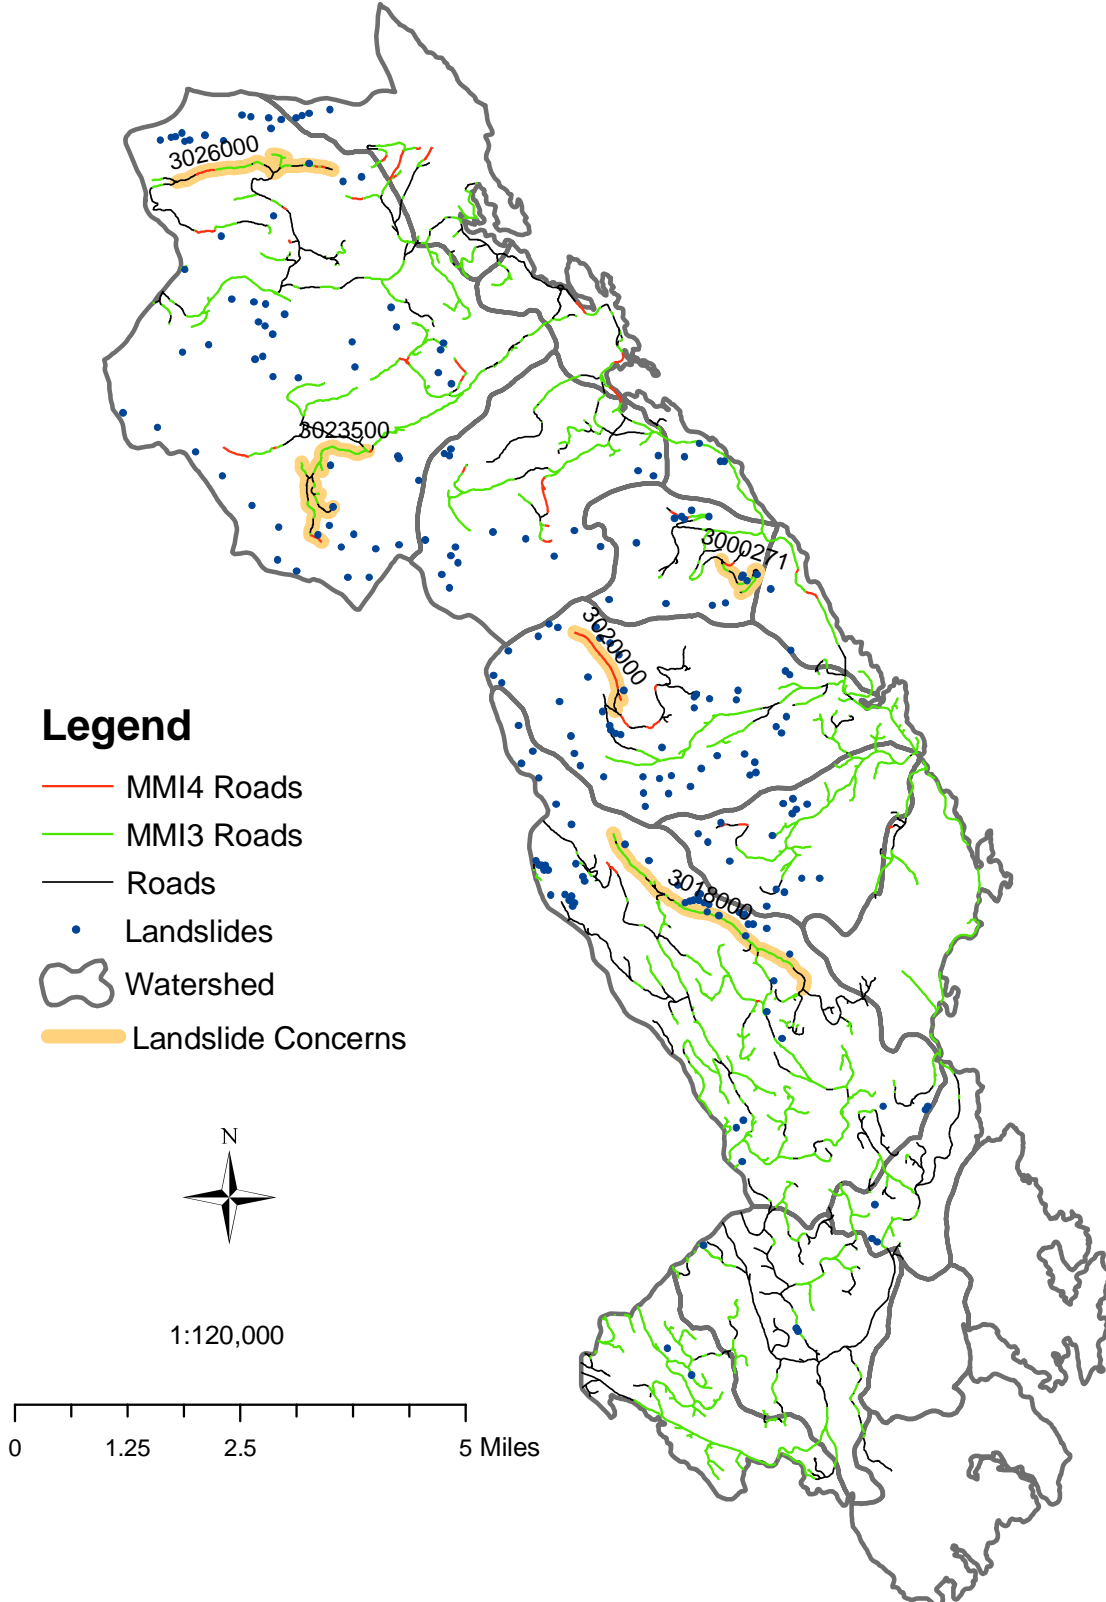 3026000
3023500
3000271
3020000
3018000
Legend
MMI4 Roads
MMI3 Roads
Roads
Landslides
Watershed
Landslide Concerns
N
1:120,000
0 1.25 2.5 5 Miles